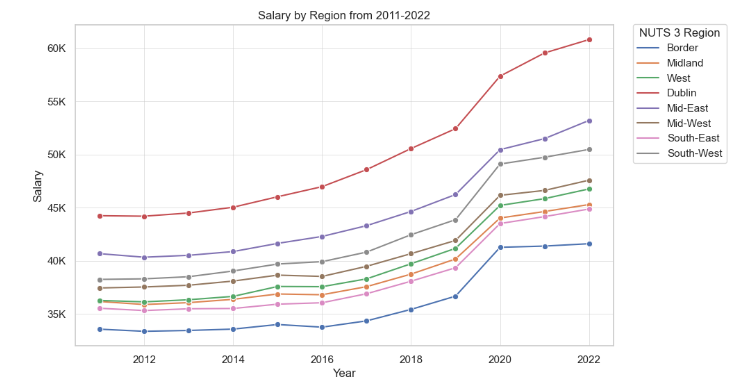 Salary by Region from 2011-2022
60K
55K
50K
45K
40K
35K
Salary
2012
2014
2016
2018
2020
2022
Year
NUTS 3 Region
Border
Midland
West
Dublin
Mid-East
Mid-West
South-East
South-West